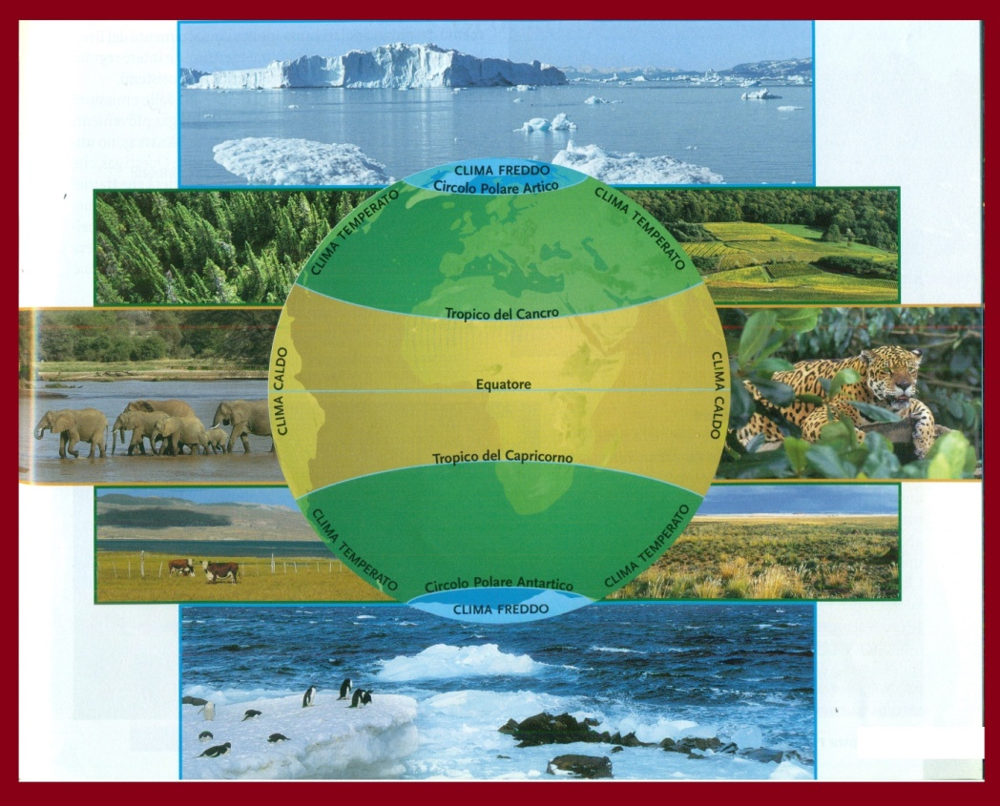 CLIMA FREDDO
Circolo Polare Artico
CLIMA TEMPERATO
CLIMA TEMPERATO
Tropico del Cancro
CLIMA CALDO
Equatore
CLIMA CALDO
Tropico del Capricorno
CLIMA TEMPERATO
CLIMA TEMPERATO
Circolo Polare Antartico
CLIMA FREDDO